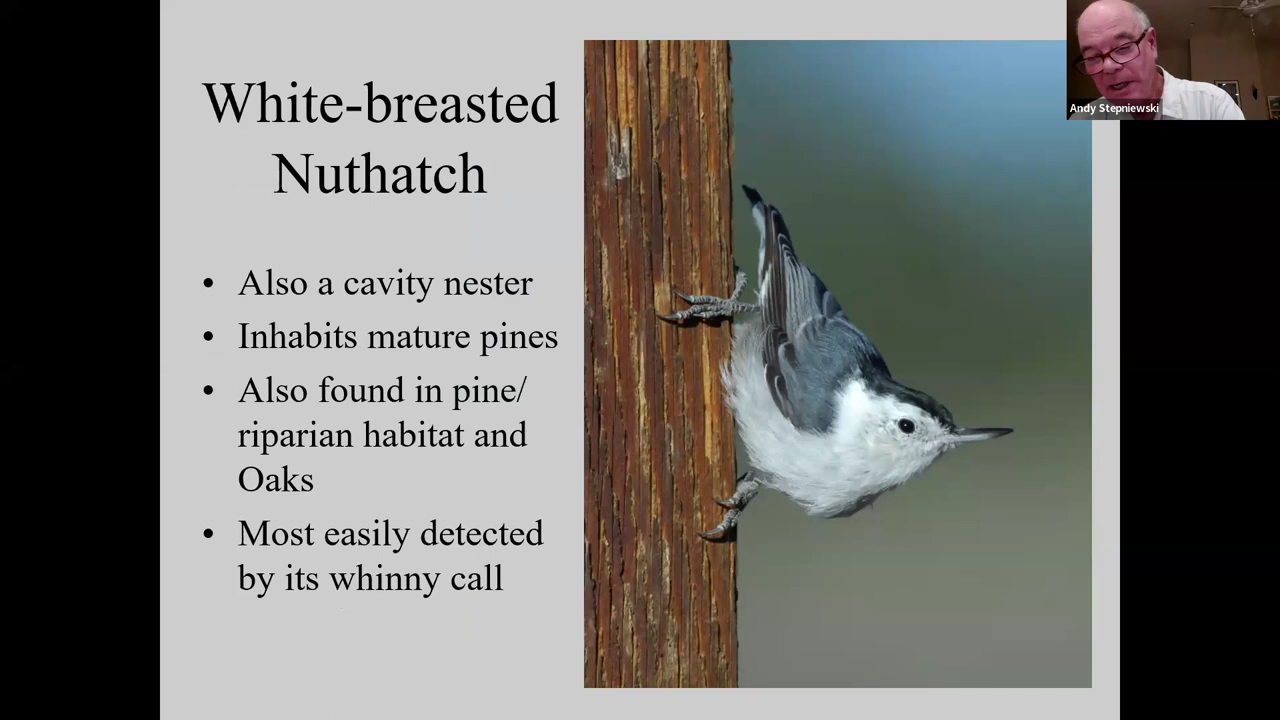 White-breasted
Nuthatch
• Also a cavity nester
• Inhabits mature pines
• Also found in pine/
riparian habitat and
Oaks
• Most easily detected
by its whinny call
Andy Stepniewski